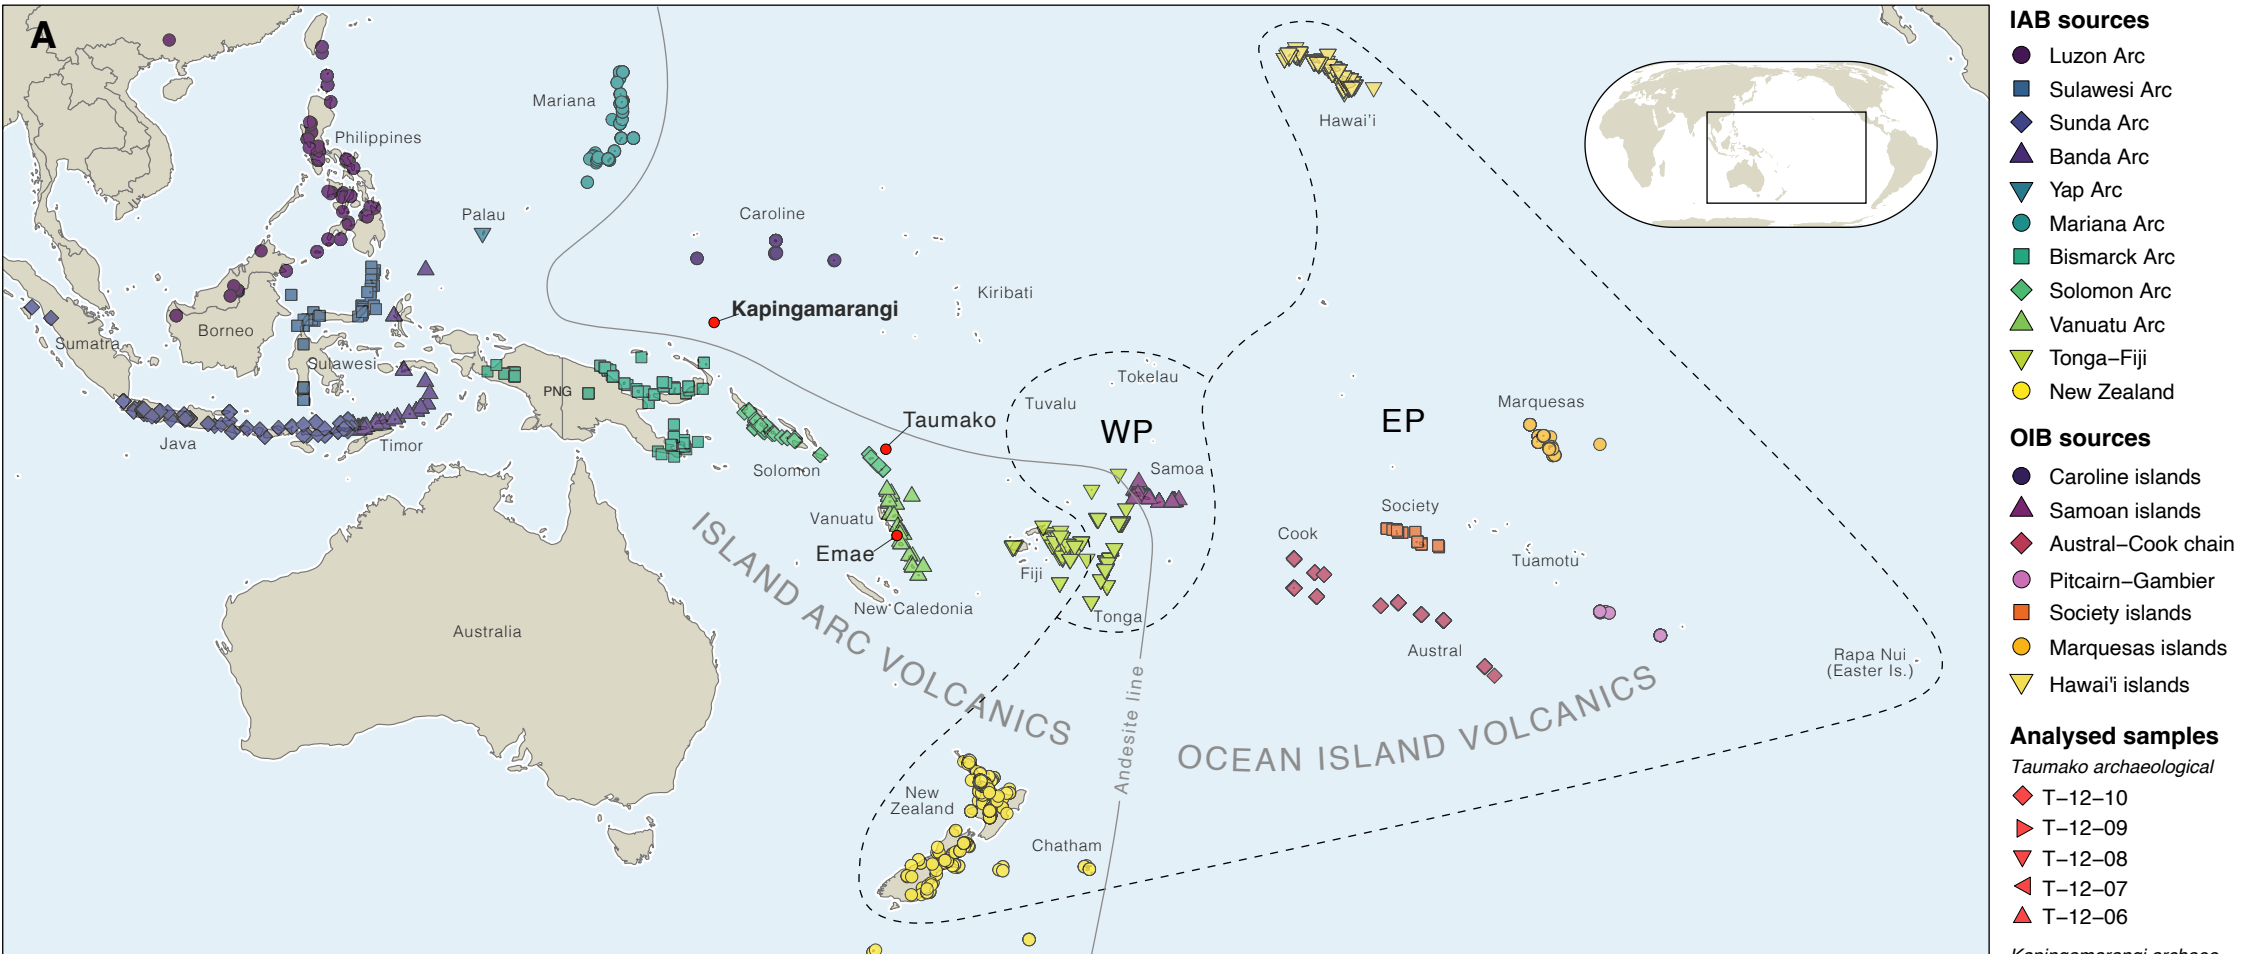 A
Mariana
Philippines
Palau
Caroline
Kapingamarangi
Kiribati
Hawai'i
Borneo
Sumatra
Sulawesi
PNG
Java
Timor
Solomon
Taumako
Tuvalu
Tokelau
WP
EP
Samoa
Marquesas
Society
Cook
Tuamotu
Vanuatu
Emae
Fiji
Tonga
New Caledonia
Austral
Rapa Nui
(Easter Is.)
Australia
ISLAND ARC VOLCANICS
OCEAN ISLAND VOLCANICS
Andesite line
New
Zealand
Chatham
IAB sources
Luzon Arc
Sulawesi Arc
Sunda Arc
Banda Arc
Yap Arc
Mariana Arc
Bismarck Arc
Solomon Arc
Vanuatu Arc
Tonga−Fiji
New Zealand
OIB sources
Caroline islands
Samoan islands
Austral−Cook chain
Pitcairn−Gambier
Society islands
Marquesas islands
Hawai'i islands
Analysed samples
Taumako archaeological
T−12−10
T−12−09
T−12−08
T−12−07
T−12−06